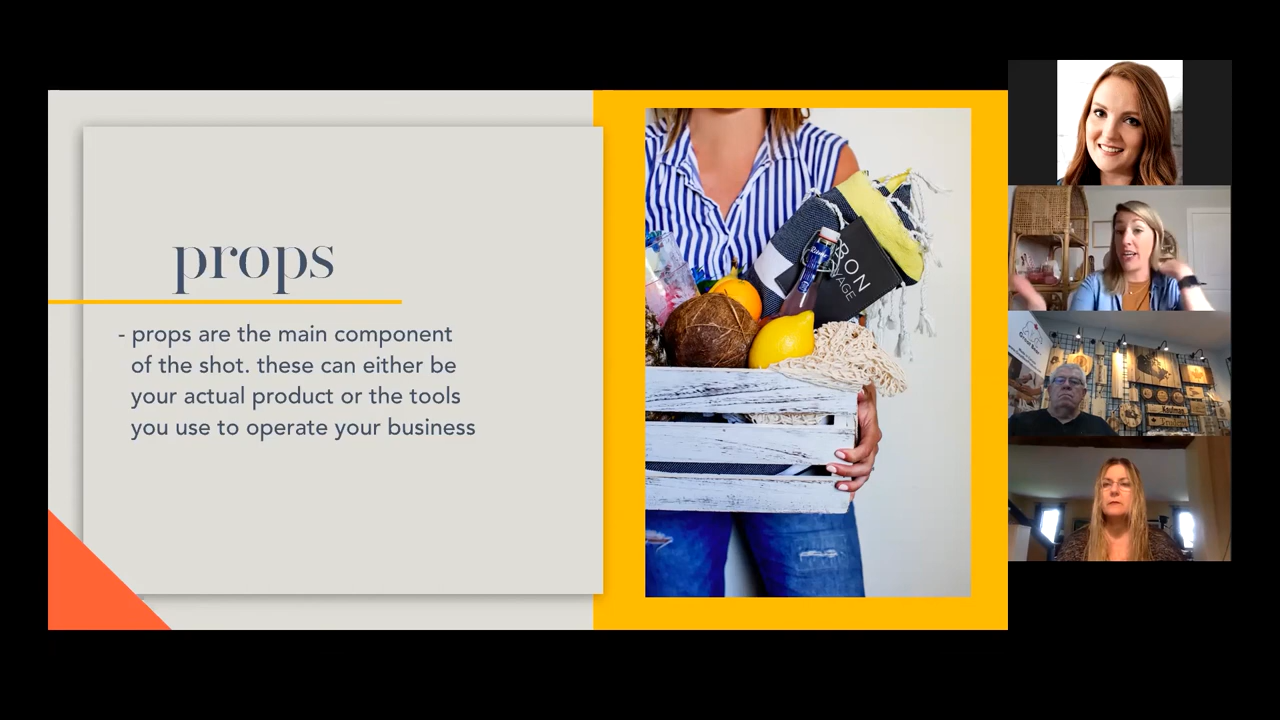 props
- props are the main component
of the shot. these can either be
your actual product or the tools
you use to operate your business
BON
VOYAGE